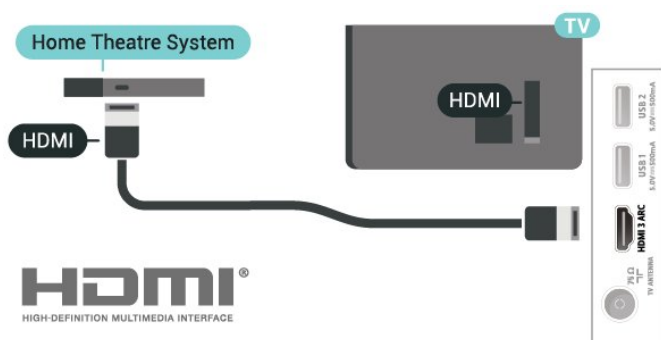 Home Theatre System
TV
HDMI
HDMI
USB 2
5.0V⎓500mA
USB 1
5.0V⎓500mA
HDMI 3 ARC
75 Ω
TV ANTENNA
HDMI®
HIGH-DEFINITION MULTIMEDIA INTERFACE